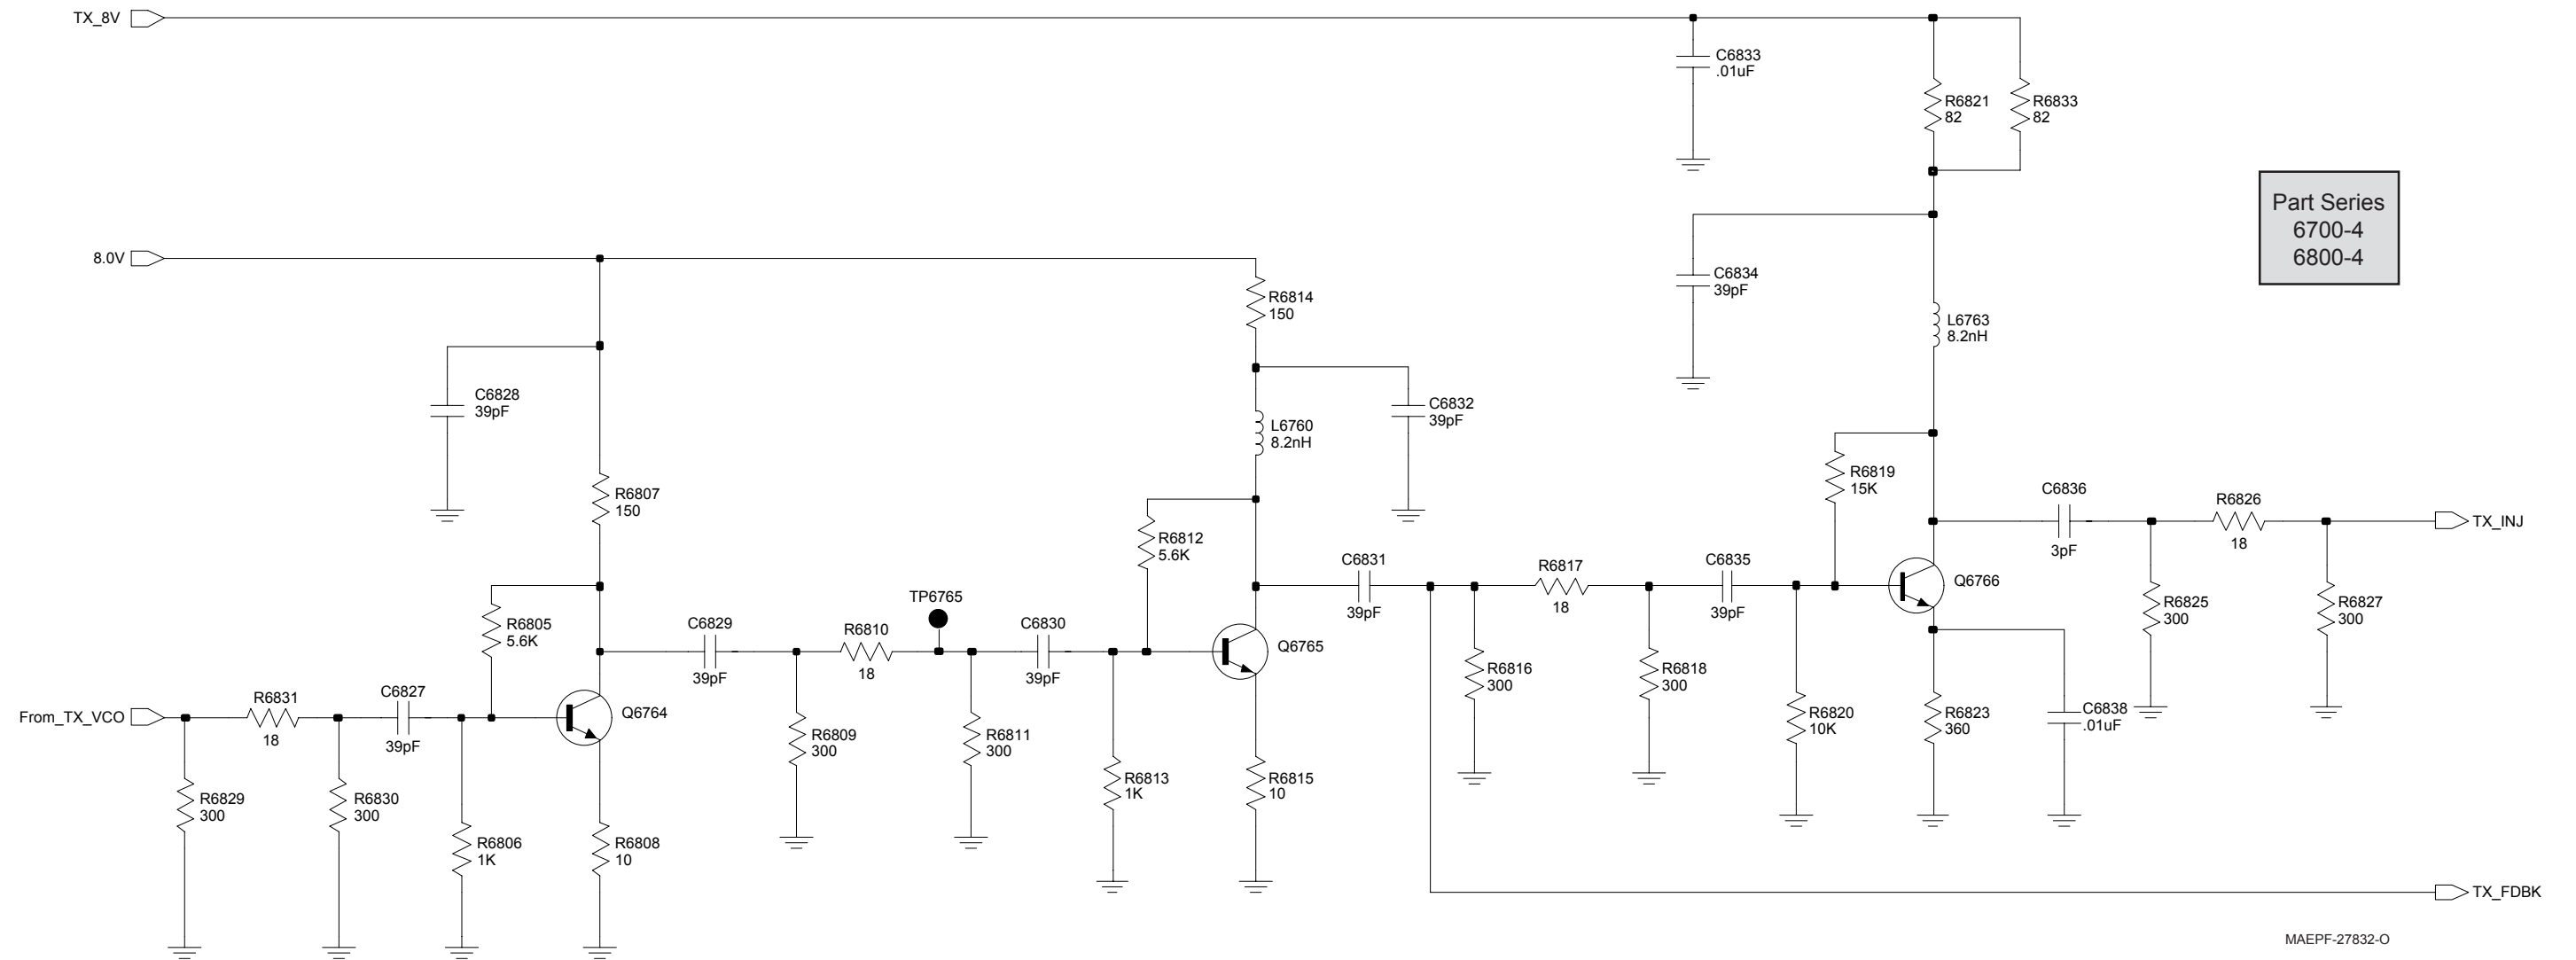 TX_8V
C6833
.01uF
R6821
82
R6833
82
Part Series
6700-4
6800-4
8.0V
C6834
39pF
R6814
150
L6763
8.2nH
C6828
39pF
C6832
39pF
L6760
8.2nH
R6807
150
R6819
15K
C6836
3pF
R6826
18
TX_INJ
R6812
5.6K
C6831
39pF
R6817
18
C6835
39pF
Q6766
TP6765
R6805
5.6K
C6829
39pF
R6810
18
C6830
39pF
Q6765
R6825
300
R6827
300
R6816
300
R6818
300
From_TX_VCO
R6831
18
C6827
39pF
Q6764
R6820
10K
R6823
360
C6838
.01uF
R6809
300
R6811
300
R6813
1K
R6815
10
R6829
300
R6830
300
R6806
1K
R6808
10
TX_FDBK
MAEPF-27832-O